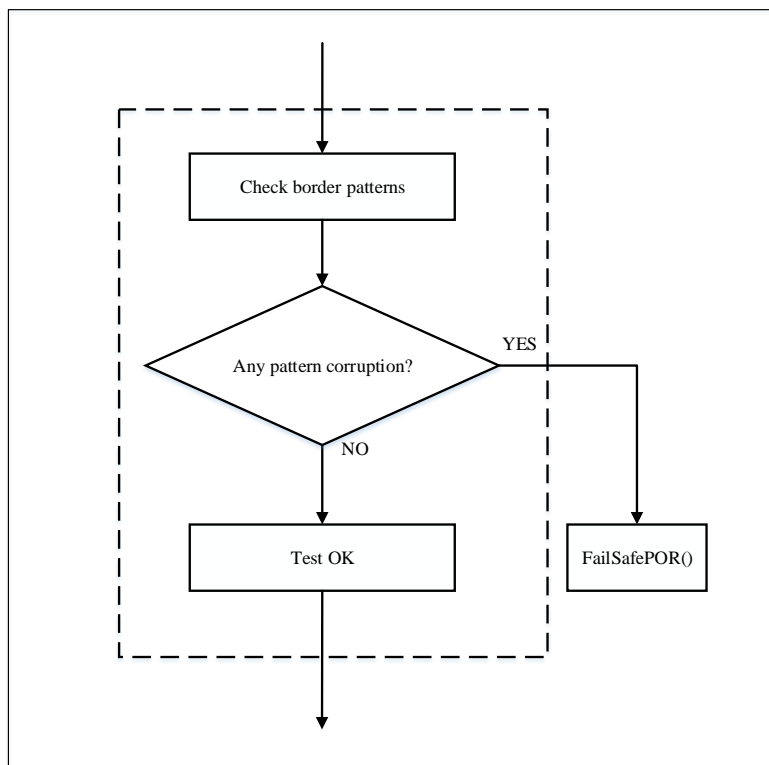 Check border patterns
Any pattern corruption?
YES
NO
Test OK
FailSafePOR()